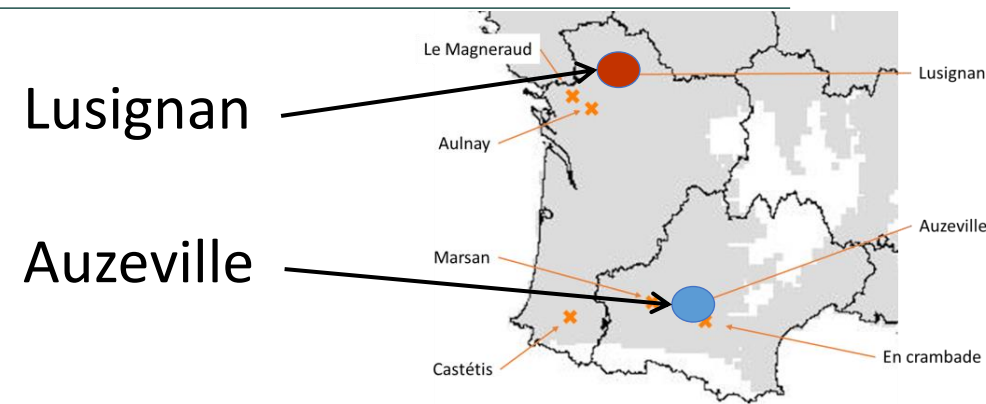 Le Magneraud
Lusignan
Lusignan
Aulnay
Auzeville
Auzeville
Marsan
En crambade
Castétis